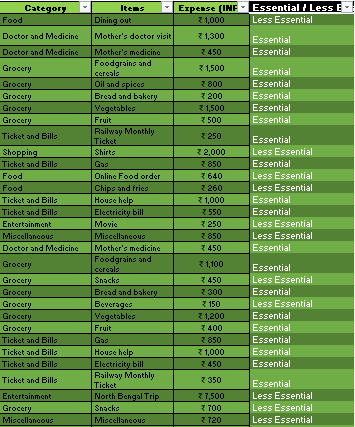 Category Items Expense (INR Essential / Less E
Food Dining out ₹ 1,000 Less Essential
Doctor and Medicine Mother's doctor visit ₹ 1,300 Essential
Doctor and Medicine Mother's medicine ₹ 450 Essential
Grocery Foodgrains and cereals ₹ 1,500 Essential
Grocery Oil and spices ₹ 800 Essential
Grocery Bread and bakery ₹ 200 Essential
Grocery Vegetables ₹ 1,500 Essential
Grocery Fruit ₹ 500 Essential
Ticket and Bills Railway Monthly Ticket ₹ 250 Essential
Shopping Shirts ₹ 2,000 Less Essential
Ticket and Bills Gas ₹ 850 Essential
Food Online Food order ₹ 640 Less Essential
Food Chips and fries ₹ 260 Less Essential
Ticket and Bills House help ₹ 1,000 Essential
Ticket and Bills Electricity bill ₹ 550 Essential
Entertainment Movie ₹ 250 Less Essential
Miscellaneous Miscellaneous ₹ 850 Less Essential
Doctor and Medicine Mother's medicine ₹ 450 Essential
Grocery Foodgrains and cereals ₹ 1,100 Essential
Grocery Snacks ₹ 450 Less Essential
Grocery Bread and bakery ₹ 300 Essential
Grocery Beverages ₹ 150 Less Essential
Grocery Vegetables ₹ 1,200 Essential
Grocery Fruit ₹ 400 Essential
Ticket and Bills Gas ₹ 850 Essential
Ticket and Bills House help ₹ 1,000 Essential
Ticket and Bills Electricity bill ₹ 450 Essential
Ticket and Bills Railway Monthly Ticket ₹ 350 Essential
Entertainment North Bengal Trip ₹ 7,500 Less Essential
Grocery Snacks ₹ 700 Less Essential
Miscellaneous Miscellaneous ₹ 720 Less Essential